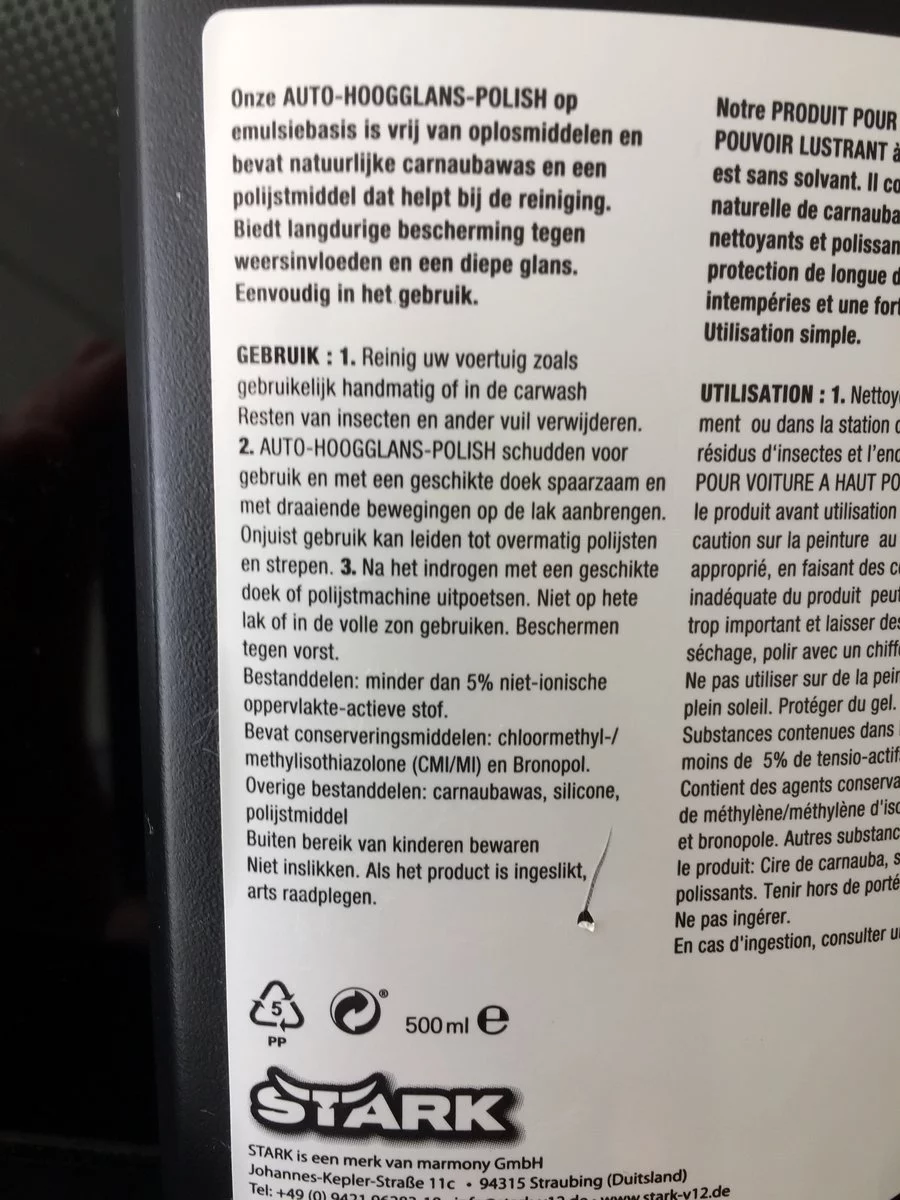 Onze AUTO-HOOGGLANS-POLISH op
emulsiebasis is vrij van oplosmiddelen en
bevat natuurlijke carnaubawas en een
polijstmiddel dat helpt bij de reiniging.
Biedt langdurige bescherming tegen
weersinvloeden en een diepe glans.
Eenvoudig in het gebruik.
GEBRUIK : 1. Reinig uw voertuig zoals
gebruikelijk handmatig of in de carwash
Resten van insecten en ander vuil verwijderen.
2. AUTO-HOOGGLANS-POLISH schudden voor
gebruik en met een geschikte doek spaarzaam en
met draaiende bewegingen op de lak aanbrengen.
Onjuist gebruik kan leiden tot overmatig polijsten
en strepen. 3. Na het indrogen met een geschikte
doek of polijstmachine uitpoetsen. Niet op hete
lak of in de volle zon gebruiken. Beschermen
tegen vorst.
Bestanddelen: minder dan 5% niet-ionische
oppervlakte-actieve stof.
Bevat conserveringsmiddelen: chloormethyl-/
methylisothiazolone (CMI/MI) en Bronopol.
Overige bestanddelen: carnaubawas, silicone,
polijstmiddel
Buiten bereik van kinderen bewaren
Niet inslikken. Als het product is ingeslikt,
arts raadplegen.
Notre PRODUIT POUR
POUVOIR LUSTRANT à
est sans solvant. Il
naturelle de carnauba
nettoyants et
protection de longue
intempéries et une
Utilisation simple.
UTILISATION : 1.
ment ou dans la station
résidus d'insectes et
POUR VOITURE A HAUT
le produit avant utilisation
caution sur la peinture au
approprié, en faisant des
inadéquate du produit
trop important et laisser
séchage, polir avec un
Ne pas utiliser sur de la
plein soleil. Protéger du gel.
Substances contenues dans
moins de 5% de
Contient des agents
de méthylène/méthylène
et bronopole. Autres
le produit: Cire de carnauba,
polissants. Tenir hors de
Ne pas ingérer.
En cas d'ingestion, consulter
5
PP
®
500 ml e
STARK
STARK is een merk van marmony GmbH
Johannes-Kepler-Straße 11c • 94315 Straubing (Duitsland)
Tel: +49 (0) 9421 www.stark-v12.de